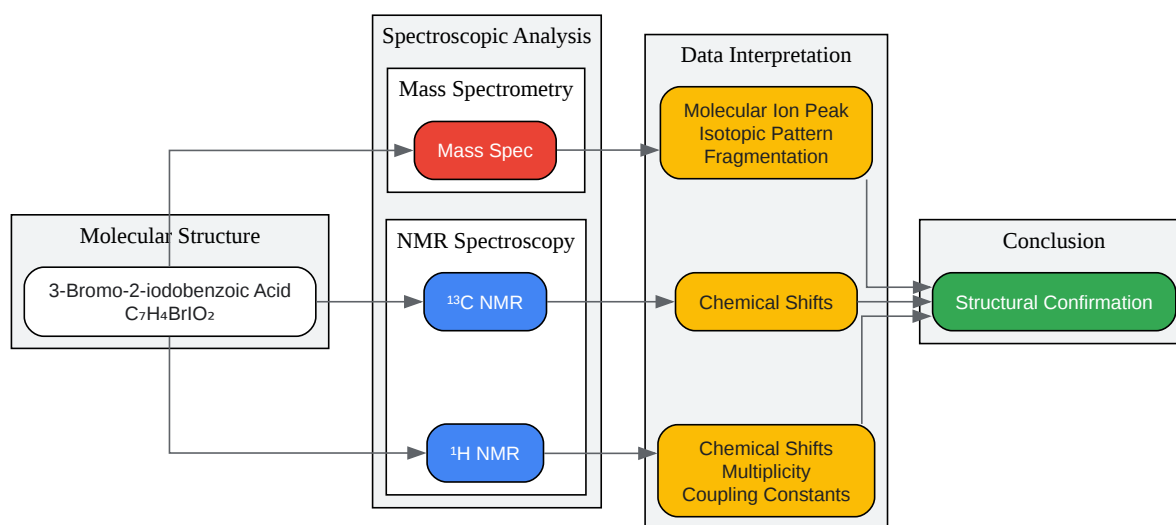 Molecular Structure
3-Bromo-2-iodobenzoic Acid
C₇H₄BrIO₂
Spectroscopic Analysis
Mass Spectrometry
Mass Spec
NMR Spectroscopy
¹³C NMR
¹H NMR
Data Interpretation
Molecular Ion Peak
Isotopic Pattern
Fragmentation
Chemical Shifts
Chemical Shifts
Multiplicity
Coupling Constants
Conclusion
Structural Confirmation